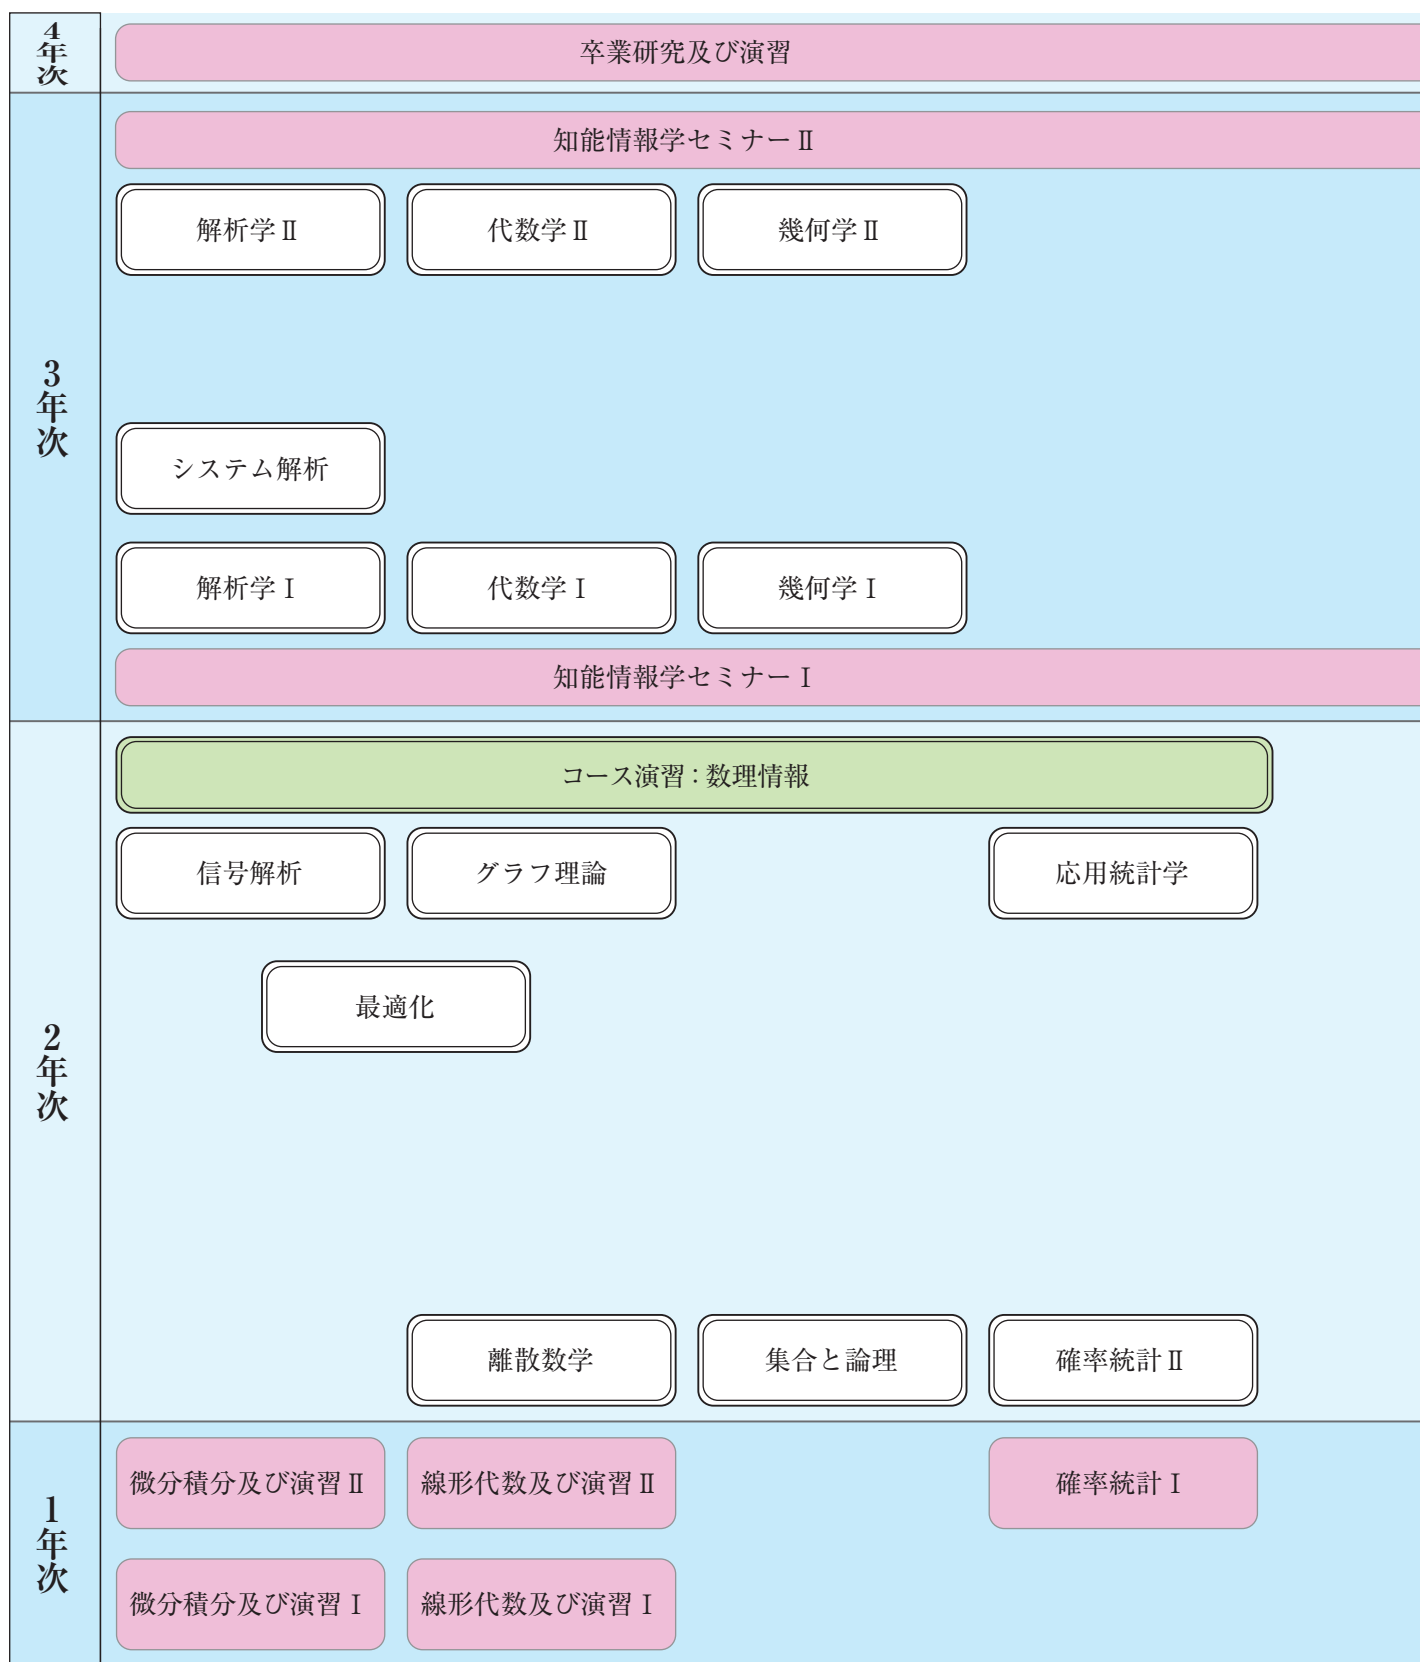 4年次
卒業研究及び演習
3年次
知能情報学セミナーⅡ
解析学Ⅱ
代数学Ⅱ
幾何学Ⅱ
システム解析
解析学Ⅰ
代数学Ⅰ
幾何学Ⅰ
知能情報学セミナーⅠ
2年次
コース演習：数理情報
信号解析
グラフ理論
応用統計学
最適化
離散数学
集合と論理
確率統計Ⅱ
1年次
微分積分及び演習Ⅱ
線形代数及び演習Ⅱ
確率統計Ⅰ
微分積分及び演習Ⅰ
線形代数及び演習Ⅰ